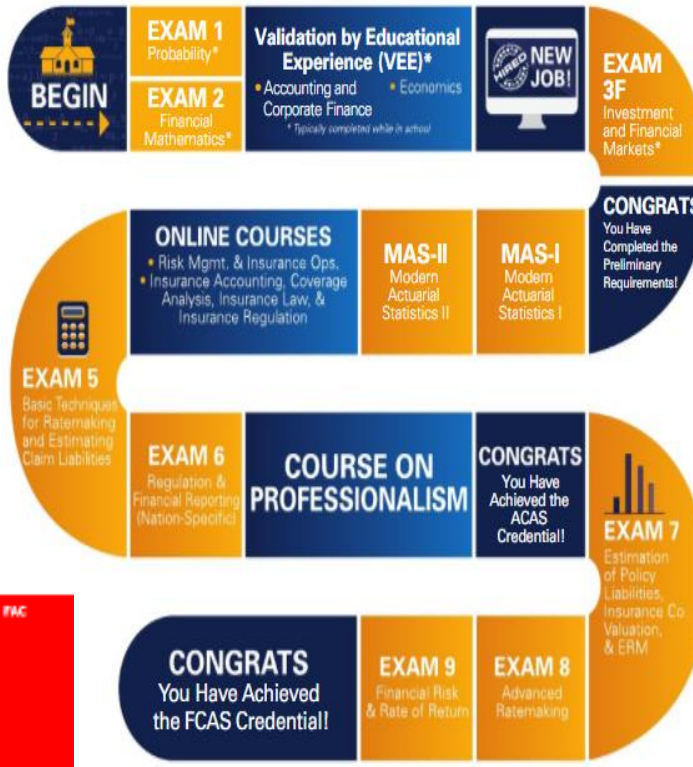 BEGIN
EXAM 1
Probability*
EXAM 2
Financial
Mathematics*
Validation by Educational
Experience (VEE)*
• Accounting and
Corporate Finance
• Economics
* Typically completed while in school
HIRED
NEW
JOB!
EXAM
3F
Investment
and Financial
Markets*
CONGRATS
You Have
Completed the
Preliminary
Requirements!
MAS-I
Modern
Actuarial
Statistics I
MAS-II
Modern
Actuarial
Statistics II
ONLINE COURSES
• Risk Mgmt. & Insurance Ops.
• Insurance Accounting, Coverage
Analysis, Insurance Law, &
Insurance Regulation
EXAM 5
Basic Techniques
for Ratemaking
and Estimating
Claim Liabilities
EXAM 6
Regulation &
Financial Reporting
(Nation-Specific)
COURSE ON
PROFESSIONALISM
CONGRATS
You Have
Achieved the
ACAS
Credential!
EXAM 7
Estimation
of Policy
Liabilities,
Insurance Co.
Valuation,
& ERM
EXAM 8
Advanced
Ratemaking
EXAM 9
Financial Risk
& Rate of Return
CONGRATS
You Have Achieved
the FCAS Credential!